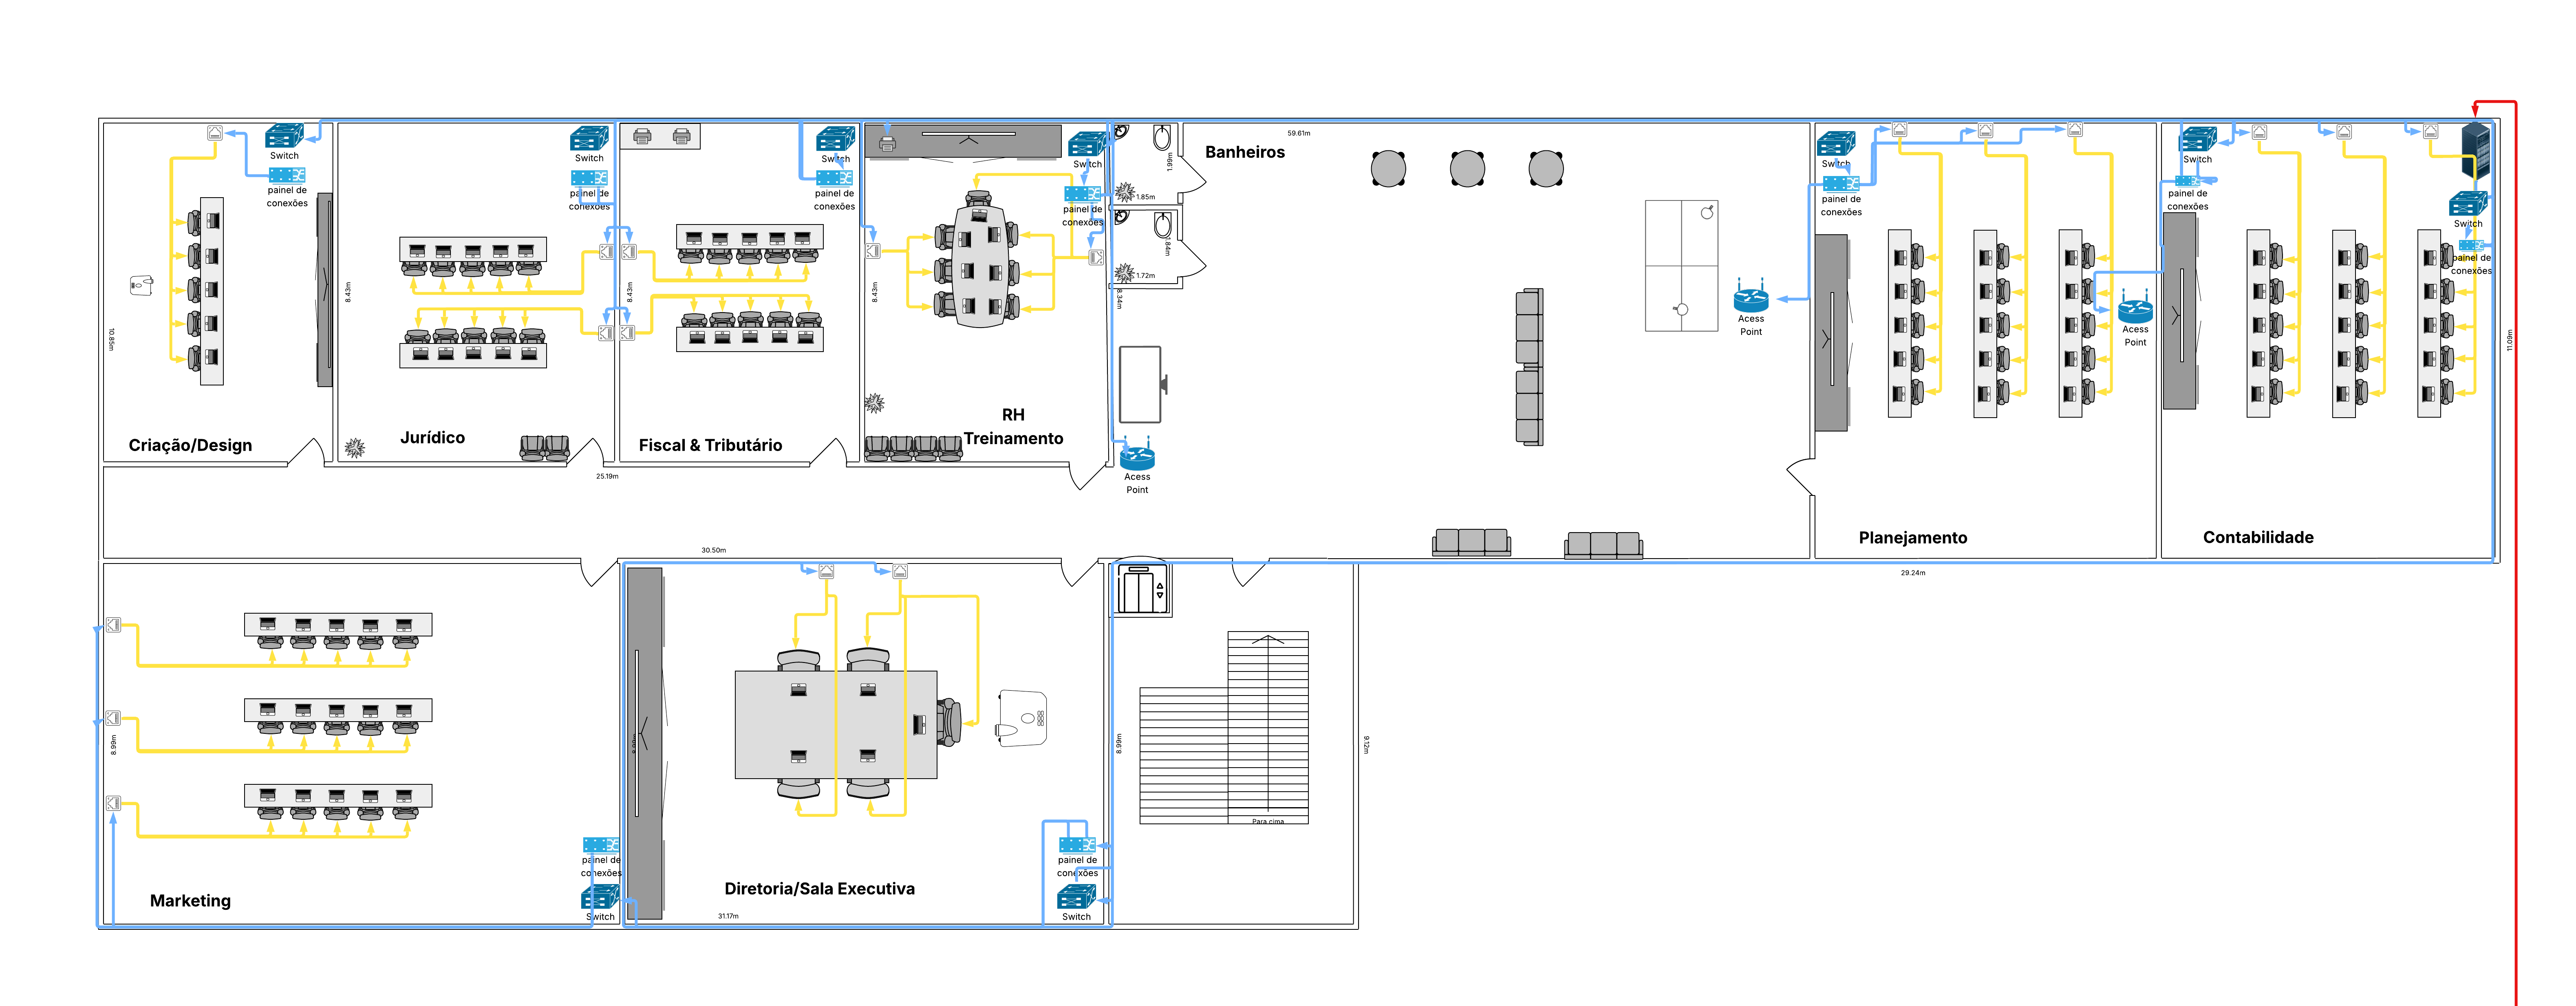 59.61m
Banheiros
Switch
Switch
Switch
Switch
Switch
painel de
conexões
painel de
conexões
painel de
conexões
painel de
conexões
painel de
conexões
Switch
painel de
conexões
Switch
painel de
conexões
1.99m
1.85m
1.84m
1.72m
10.85m
8.43m
8.43m
8.43m
8.34m
11.09m
Acess
Point
Acess
Point
Acess
Point
Criação/Design
Jurídico
Fiscal & Tributário
RH
Treinamento
25.19m
Planejamento
Contabilidade
30.50m
29.24m
8.99m
8.99m
8.99m
9.12m
Para cima
painel de
conexões
Switch
painel de
conexões
Switch
Marketing
Diretoria/Sala Executiva
31.17m